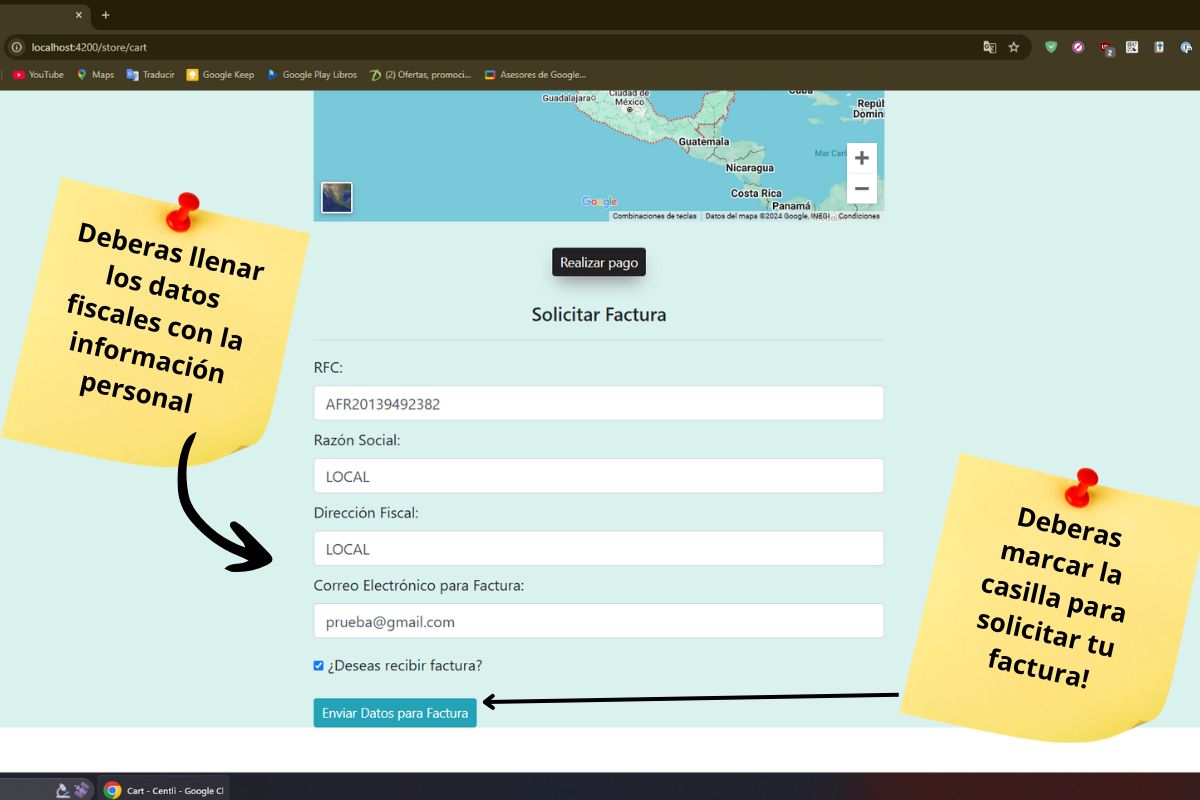 localhost:4200/store/cart
2
YouTube
Maps
Traducir
Google Keep
Google Play Libros
(2) Ofertas, promoci...
Asesores de Google...
Guadalajara
Ciudad de
México
Cuba
Repúb
Domini
Guatemala
Mar Cari
Nicaragua
Costa Rica
Panamá
Google
Combinaciones de teclas
Datos del mapa ©2024 Google, INEGI
Condiciones
Realizar pago
Solicitar Factura
Deberas llenar
los datos
fiscales con la
información
personal
RFC:
AFR20139492382
Razón Social:
LOCAL
Dirección Fiscal:
LOCAL
Correo Electrónico para Factura:
prueba@gmail.com
¿Deseas recibir factura?
Enviar Datos para Factura
Deberas
marcar la
casilla para
solicitar tu
factura!
Cart - Centli - Google Cl